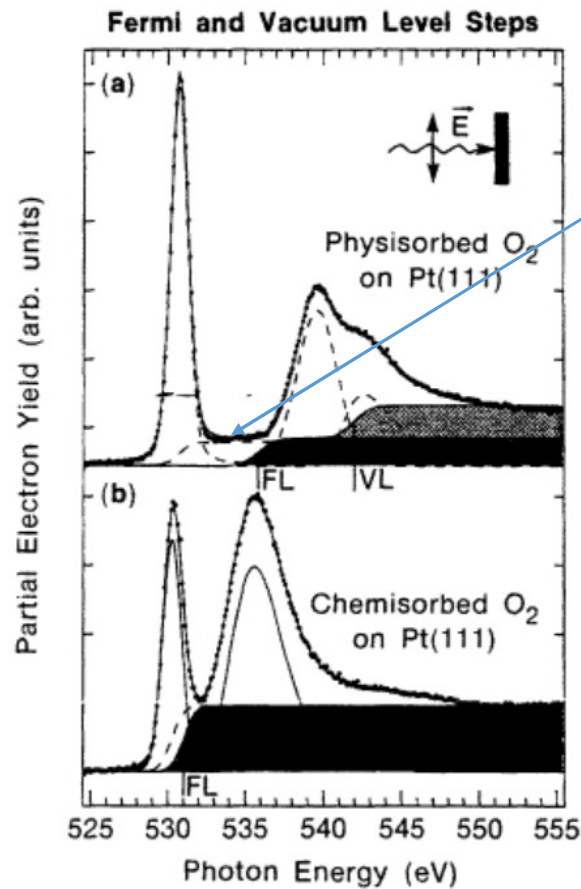 Fermi and Vacuum Level Steps
(a)
E
Physisorbed O₂
on Pt(111)
FL
VL
(b)
Chemisorbed O₂
on Pt(111)
FL
Partial Electron Yield (arb. units)
525 530 535 540 545 550 555
Photon Energy (eV)